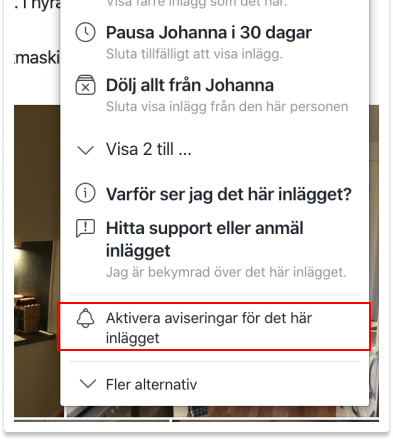 . I hyra
Visa färre inlägg som det här.
Pausa Johanna i 30 dagar
Sluta tillfälligt att visa inlägg.
maski
Dölj allt från Johanna
Sluta visa inlägg från den här personen
Visa 2 till ...
Varför ser jag det här inlägget?
Hitta support eller anmäl
inlägget
Jag är bekymrad över det här inlägget.
Aktivera aviseringar för det här
inlägget
Fler alternativ